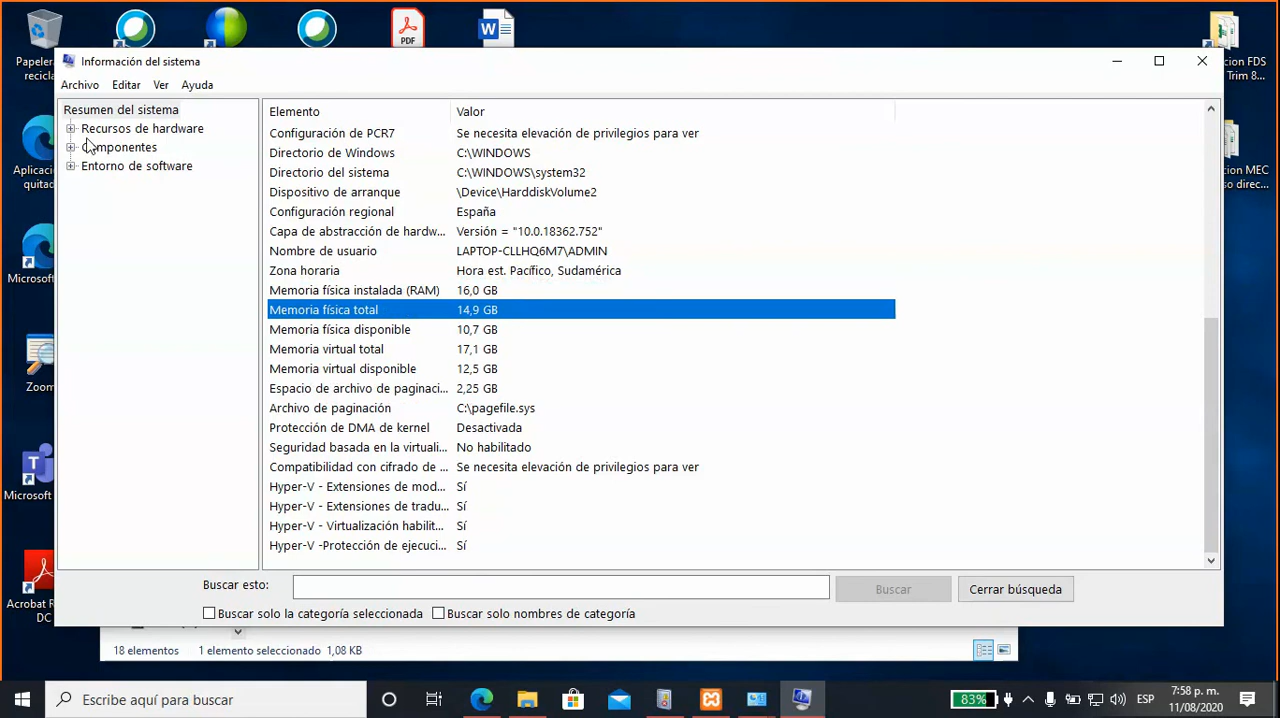 Papelera
recicl
PDF
cion FDS
Trim 8...
Información del sistema
Archivo Editar Ver Ayuda
Resumen del sistema
Recursos de hardware
Componentes
Entorno de software
Elemento Valor
Configuración de PCR7 Se necesita elevación de privilegios para ver
Directorio de Windows C:\WINDOWS
Directorio del sistema C:\WINDOWS\system32
Dispositivo de arranque \Device\HarddiskVolume2
Configuración regional España
Capa de abstracción de hardw... Versión = "10.0.18362.752"
Nombre de usuario LAPTOP-CLLHQ6M7\ADMIN
Zona horaria Hora est. Pacífico, Sudamérica
Memoria física instalada (RAM) 16,0 GB
Memoria física total 14,9 GB
Memoria física disponible 10,7 GB
Memoria virtual total 17,1 GB
Memoria virtual disponible 12,5 GB
Espacio de archivo de paginaci... 2,25 GB
Archivo de paginación C:\pagefile.sys
Protección de DMA de kernel Desactivada
Seguridad basada en la virtuali... No habilitado
Compatibilidad con cifrado de ... Se necesita elevación de privilegios para ver
Hyper-V - Extensiones de mod... Sí
Hyper-V - Extensiones de tradu... Sí
Hyper-V - Virtualización habilit... Sí
Hyper-V -Protección de ejecuci... Sí
Aplicac
quitad
cion MEC
so direc...
Microsof
Zoom
Microsoft
Acrobat R
DC
Buscar esto: Buscar Cerrar búsqueda
Buscar solo la categoría seleccionada Buscar solo nombres de categoría
18 elementos 1 elemento seleccionado 1,08 KB
Escribe aquí para buscar
83% ESP
7:58 p. m.
11/08/2020